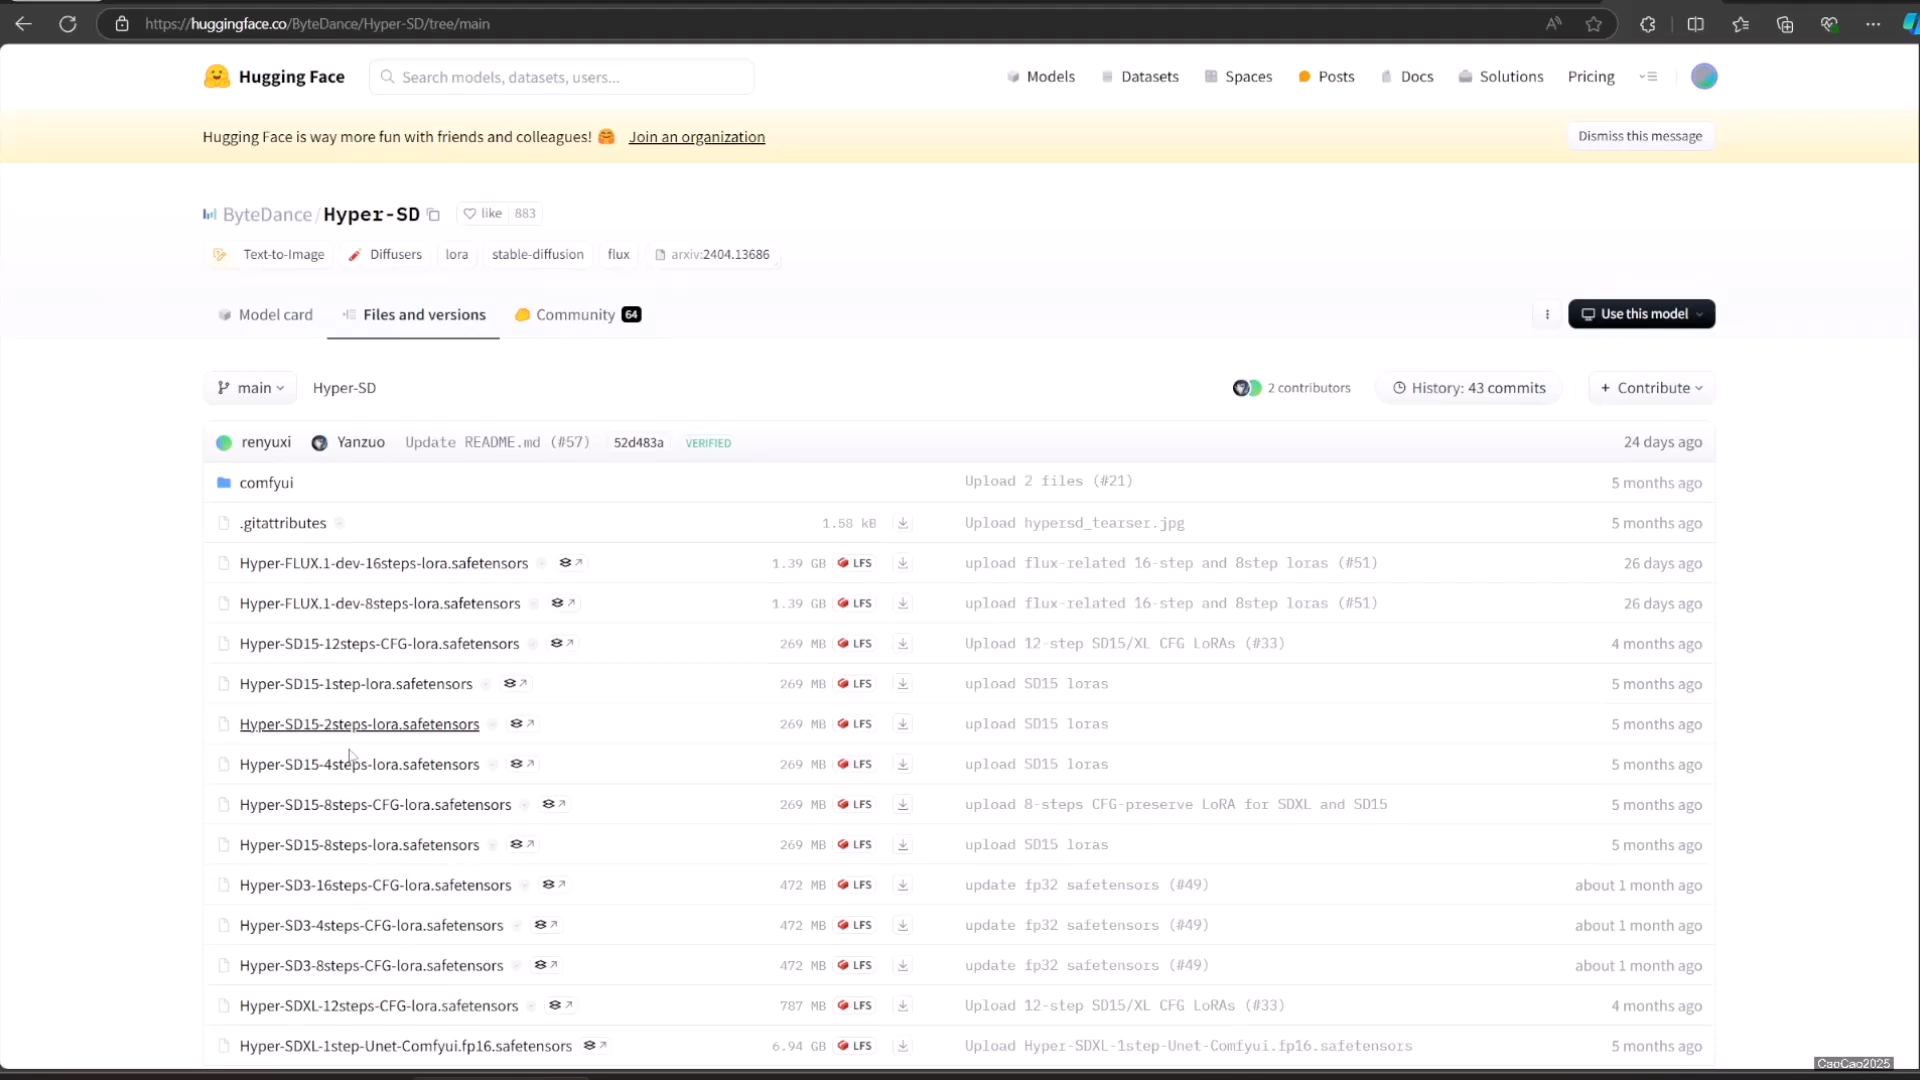 https://huggingface.co/ByteDance/Hyper-SD/tree/main
Hugging Face Search models, datasets, users... Models Datasets Spaces Posts Docs Solutions Pricing
Hugging Face is way more fun with friends and colleagues! 🤗 Join an organization Dismiss this message
ByteDance/Hyper-SD like 883
Text-to-Image Diffusers lora stable-diffusion flux arxiv:2404.13686
Model card Files and versions Community 64 Use this model
main Hyper-SD 2 contributors History: 43 commits + Contribute
renyuxi Yanzuo Update README.md (#57) 52d483a VERIFIED 24 days ago
comfyui Upload 2 files (#21) 5 months ago
.gitattributes 1.58 kB Upload hypersd_tearser.jpg 5 months ago
Hyper-FLUX.1-dev-16steps-lora.safetensors 1.39 GB LFS upload flux-related 16-step and 8step loras (#51) 26 days ago
Hyper-FLUX.1-dev-8steps-lora.safetensors 1.39 GB LFS upload flux-related 16-step and 8step loras (#51) 26 days ago
Hyper-SD15-12steps-CFG-lora.safetensors 269 MB LFS Upload 12-step SD15/XL CFG LoRAs (#33) 4 months ago
Hyper-SD15-1step-lora.safetensors 269 MB LFS upload SD15 loras 5 months ago
Hyper-SD15-2steps-lora.safetensors 269 MB LFS upload SD15 loras 5 months ago
Hyper-SD15-4steps-lora.safetensors 269 MB LFS upload SD15 loras 5 months ago
Hyper-SD15-8steps-CFG-lora.safetensors 269 MB LFS upload 8-steps CFG-preserve LoRA for SDXL and SD15 5 months ago
Hyper-SD15-8steps-lora.safetensors 269 MB LFS upload SD15 loras 5 months ago
Hyper-SD3-16steps-CFG-lora.safetensors 472 MB LFS update fp32 safetensors (#49) about 1 month ago
Hyper-SD3-4steps-CFG-lora.safetensors 472 MB LFS update fp32 safetensors (#49) about 1 month ago
Hyper-SD3-8steps-CFG-lora.safetensors 472 MB LFS update fp32 safetensors (#49) about 1 month ago
Hyper-SDXL-12steps-CFG-lora.safetensors 787 MB LFS Upload 12-step SD15/XL CFG LoRAs (#33) 4 months ago
Hyper-SDXL-1step-Unet-Comfyui.fp16.safetensors 6.94 GB LFS Upload Hyper-SDXL-1step-Unet-Comfyui.fp16.safetensors 5 months ago
CaoCao2025